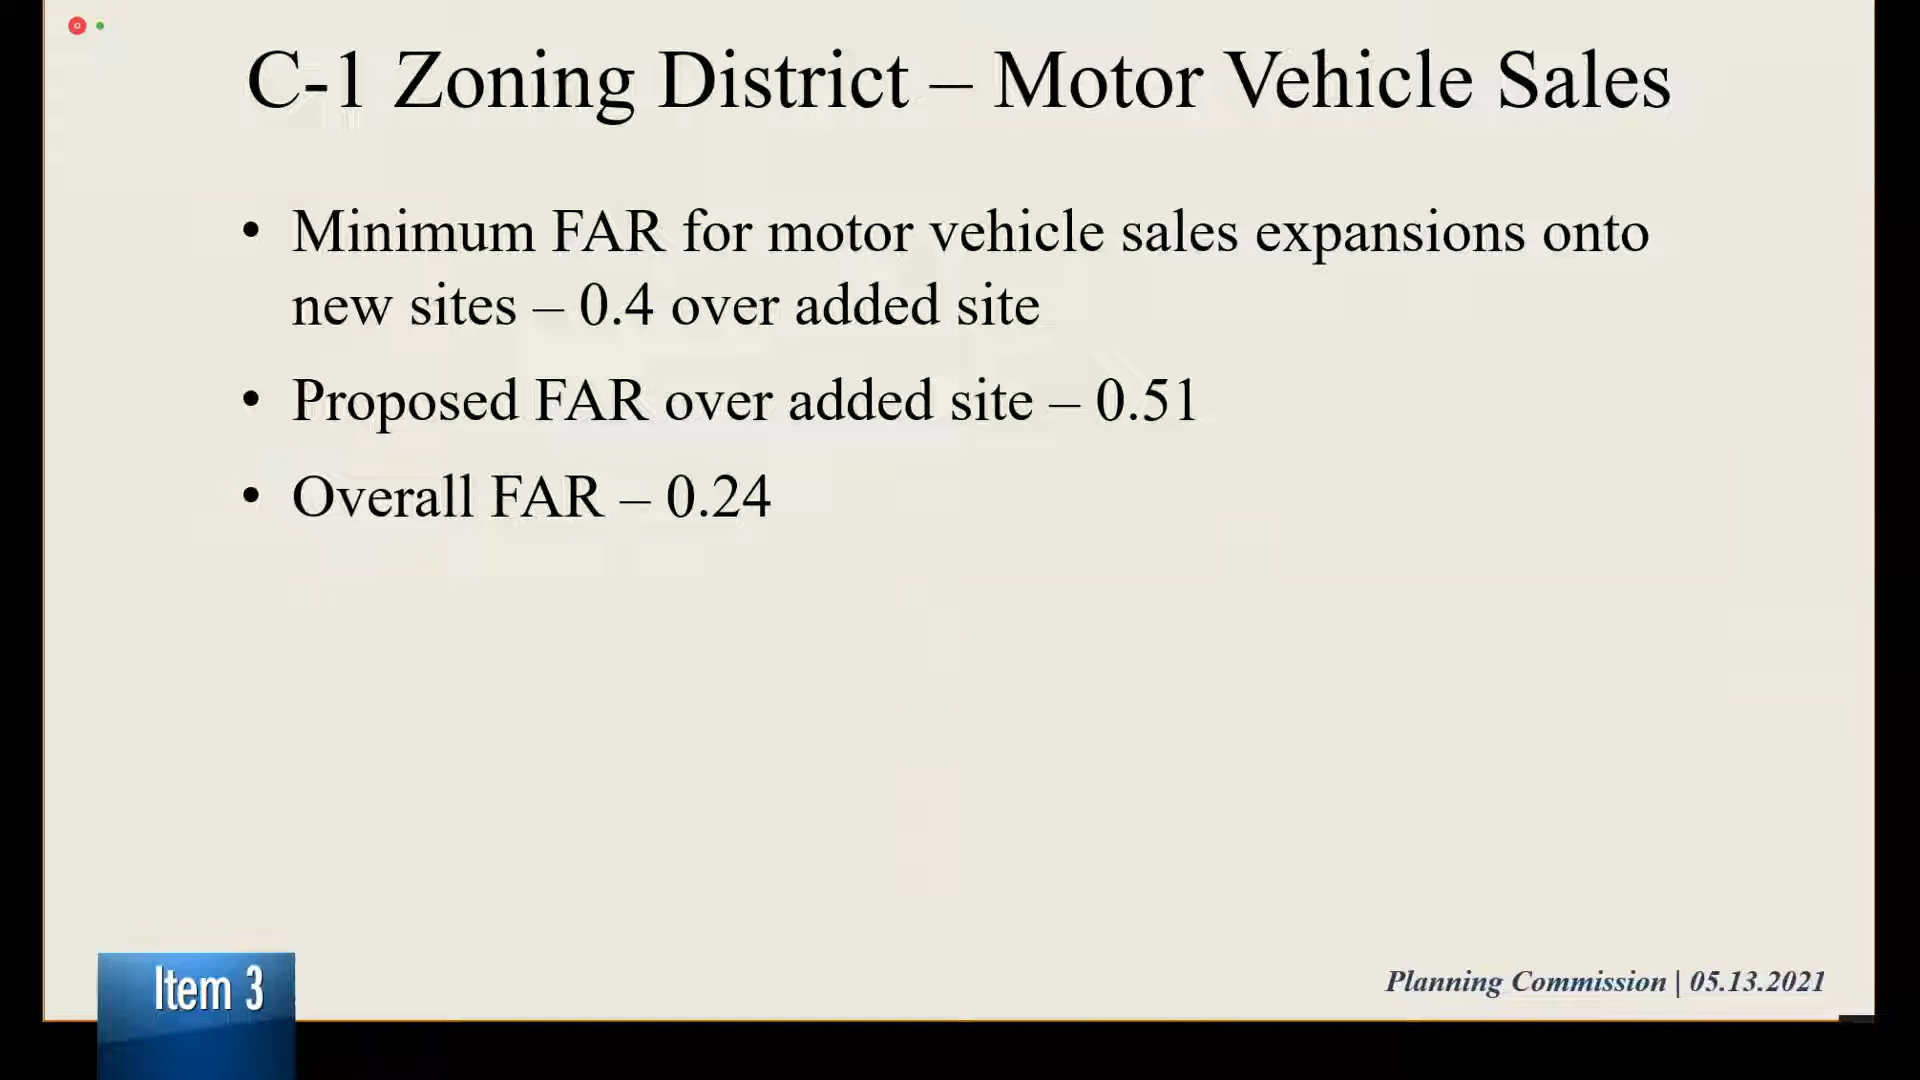 C-1 Zoning District – Motor Vehicle Sales
• Minimum FAR for motor vehicle sales expansions onto
new sites – 0.4 over added site
• Proposed FAR over added site – 0.51
• Overall FAR – 0.24
Item 3
Planning Commission | 05.13.2021